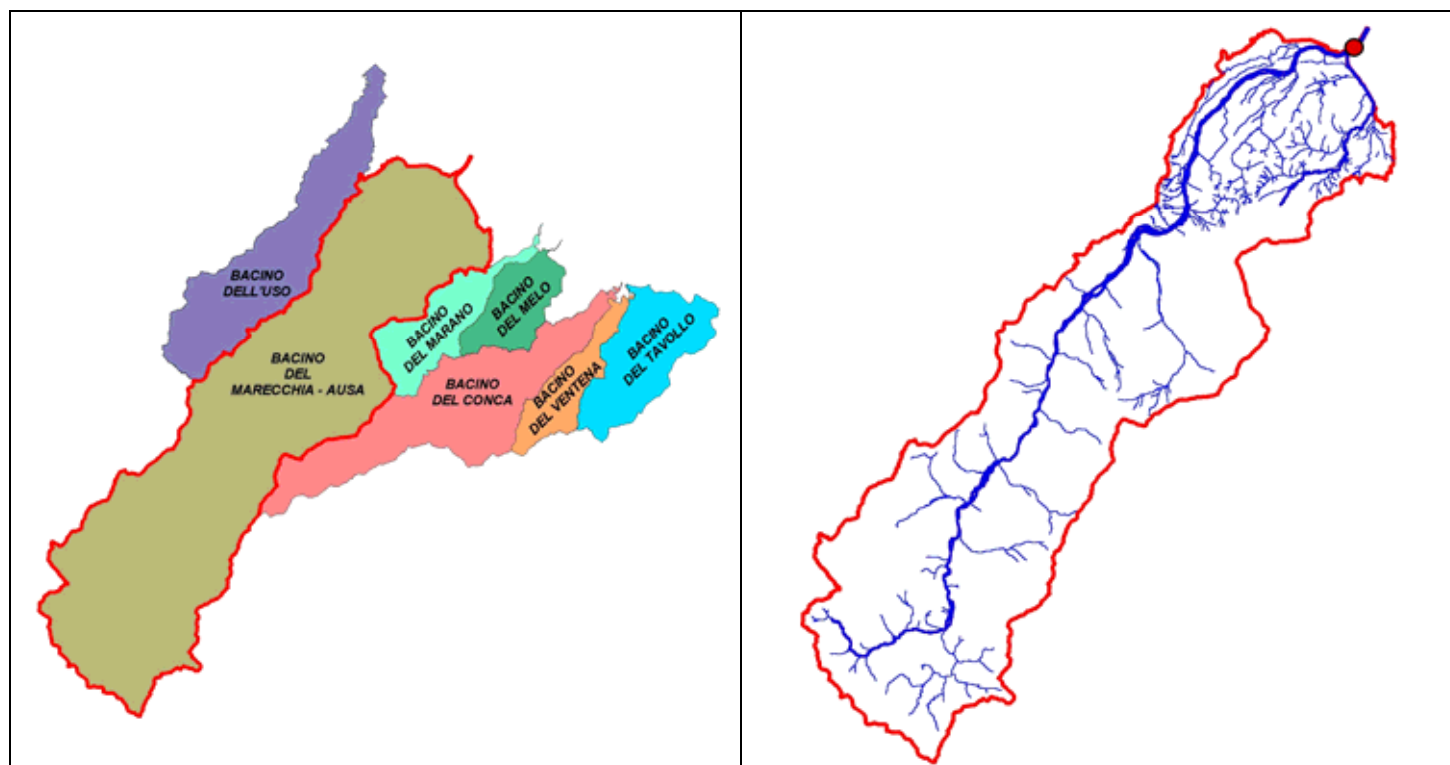 BACINO
DELL'USO
BACINO
DEL
MARECCHIA - AUSA
BACINO
DEL MARANO
BACINO
DEL MELO
BACINO
DEL CONCA
BACINO
DEL VENTENA
BACINO
DEL TAVOLLO